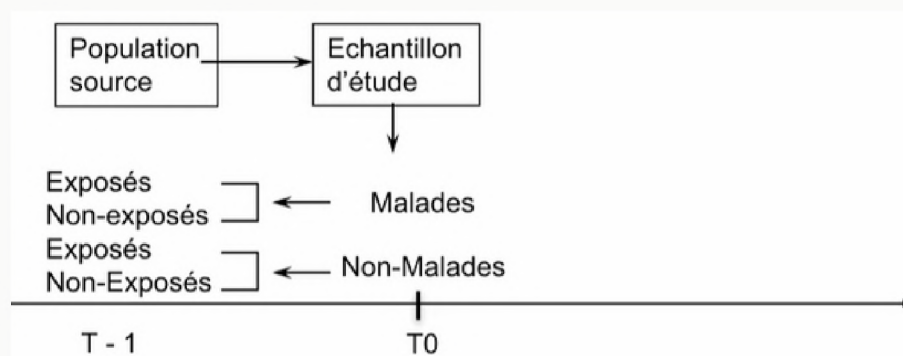 Population
source
Echantillon
d'étude
Exposés
Non-exposés
Malades
Exposés
Non-Exposés
Non-Malades
T - 1
T0